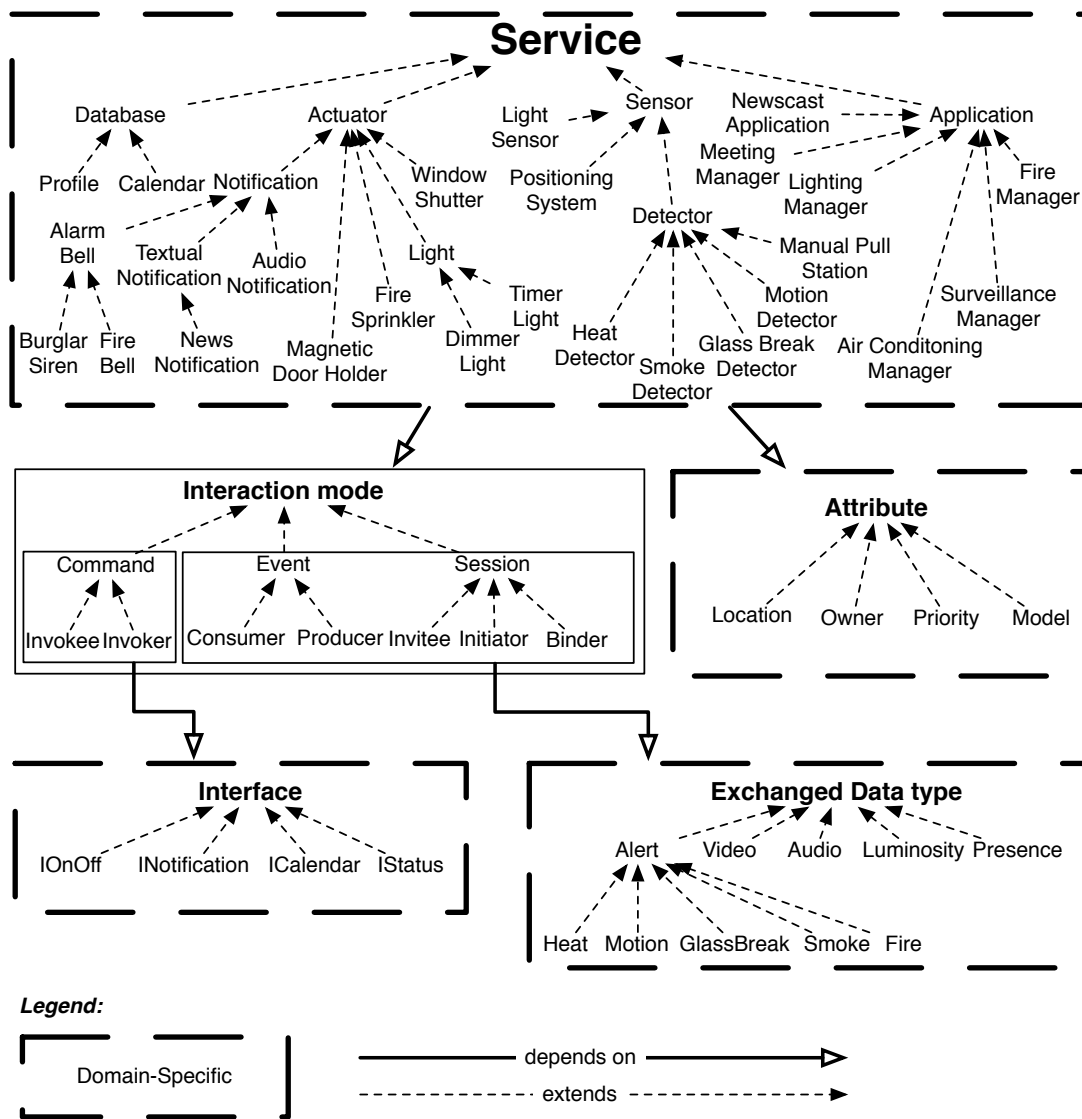 Service
Database
Actuator
Light
Sensor
Sensor
Newscast
Application
Application
Profile
Calendar
Notification
Window
Shutter
Positioning
System
Meeting
Manager
Lighting
Manager
Fire
Manager
Alarm
Bell
Textual
Notification
Audio
Notification
Light
Detector
Manual Pull
Station
Burglar
Siren
Fire
Bell
News
Notification
Magnetic
Door Holder
Fire
Sprinkler
Dimmer
Light
Timer
Light
Heat
Detector
Smoke
Detector
Glass Break
Detector
Motion
Detector
Air Conditoning
Manager
Surveillance
Manager
Interaction mode
Command
Event
Session
Invokee
Invoker
Consumer
Producer
Invitee
Initiator
Binder
Attribute
Location
Owner
Priority
Model
Interface
IOnOff
INotification
ICalendar
IStatus
Exchanged Data type
Alert
Video
Audio
Luminosity
Presence
Heat
Motion
GlassBreak
Smoke
Fire
Legend:
Domain-Specific
depends on
extends